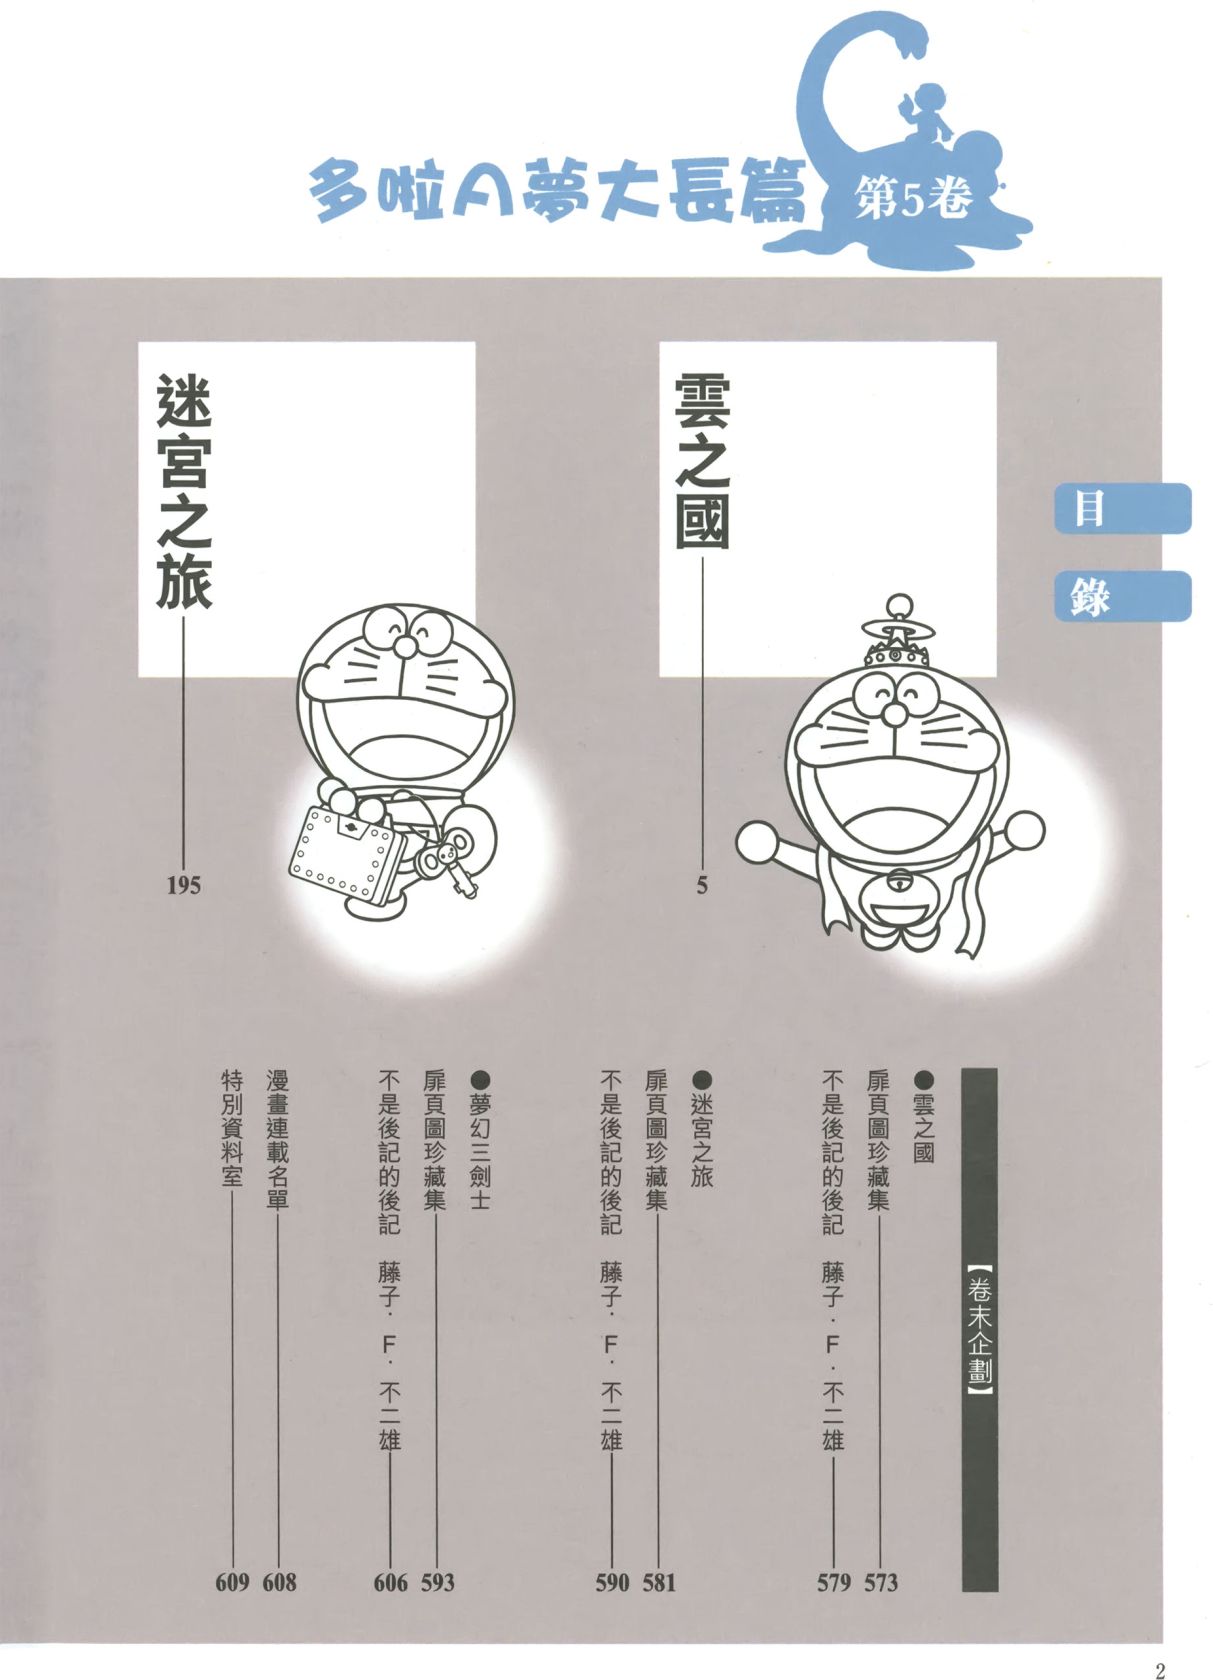 多啦A夢大長篇
第5卷
目
錄
雲之國
5
迷宮之旅
195
【卷末企劃】
●雲之國
扉頁圖珍藏集
573
不是後記的後記 藤子・F・不二雄
579
●迷宮之旅
扉頁圖珍藏集
581
不是後記的後記 藤子・F・不二雄
590
●夢幻三劍士
扉頁圖珍藏集
593
不是後記的後記 藤子・F・不二雄
606
漫畫連載名單
608
特別資料室
609
2